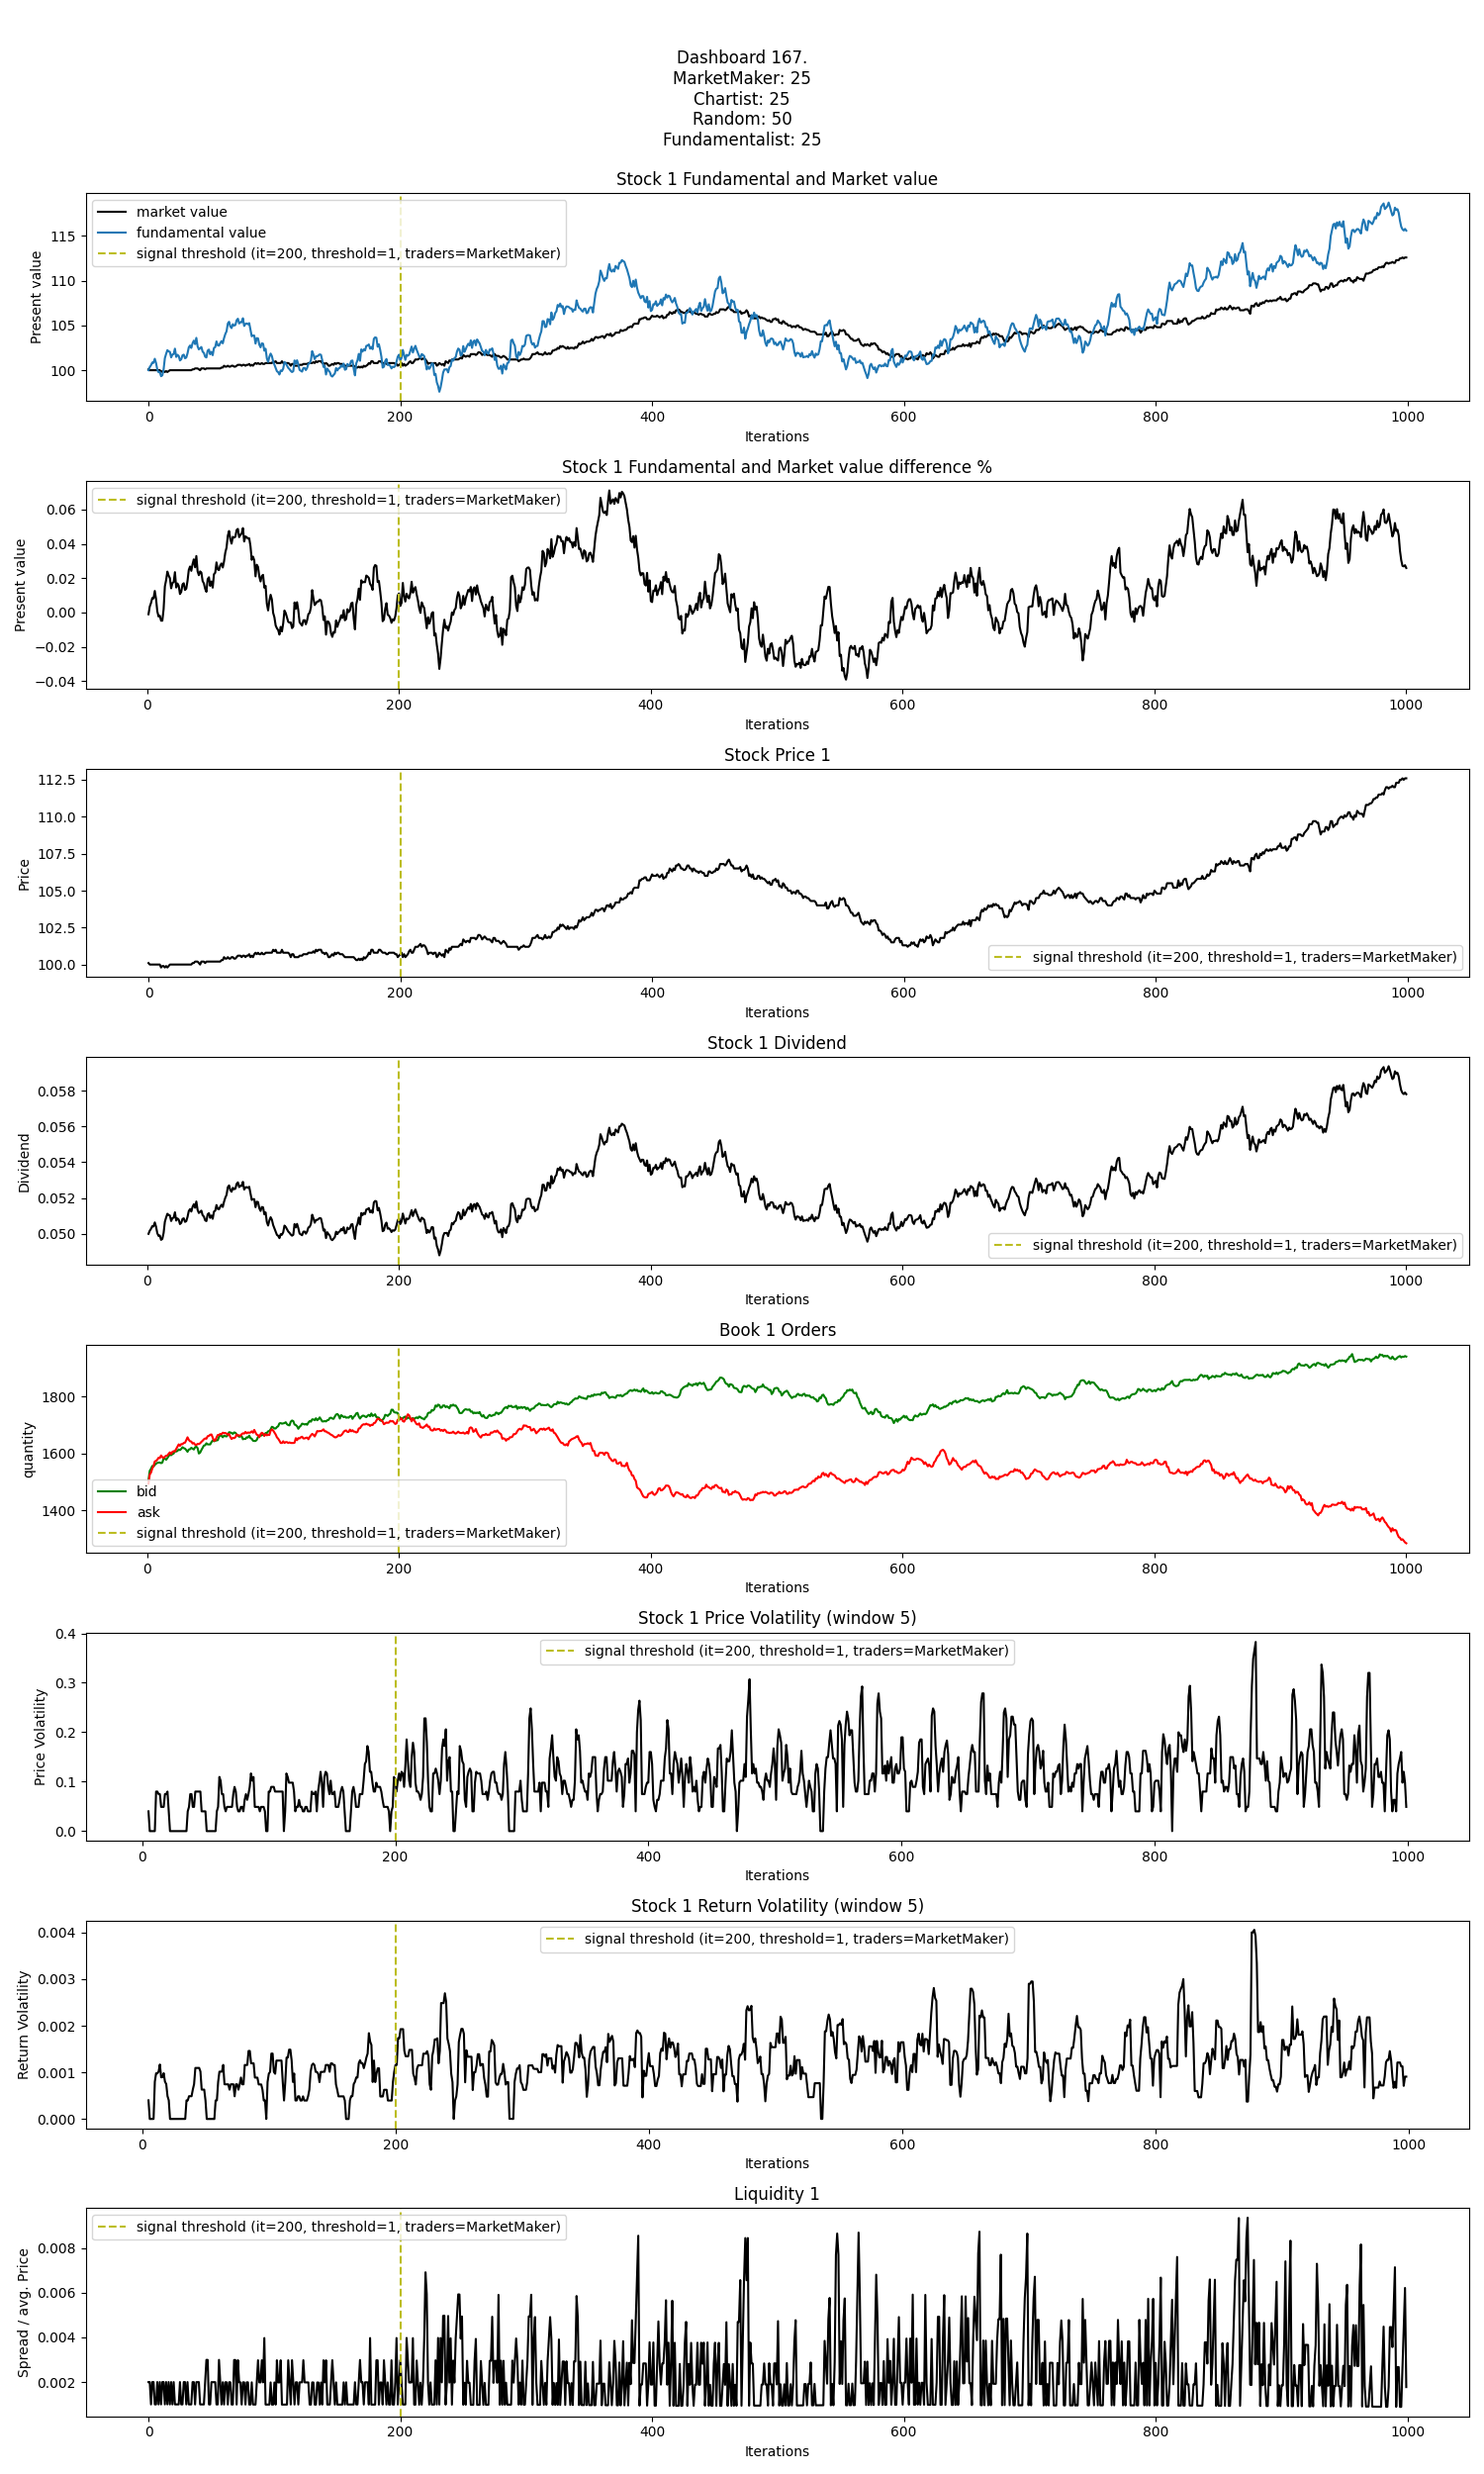 Dashboard 167.
MarketMaker: 25
Chartist: 25
Random: 50
Fundamentalist: 25
Stock 1 Fundamental and Market value
market value
fundamental value
signal threshold (it=200, threshold=1, traders=MarketMaker)
Present value
115
110
105
100
0 200 400 600 800 1000
Iterations
Stock 1 Fundamental and Market value difference %
signal threshold (it=200, threshold=1, traders=MarketMaker)
Present value
0.06
0.04
0.02
0.00
−0.02
−0.04
0 200 400 600 800 1000
Iterations
Stock Price 1
Price
112.5
110.0
107.5
105.0
102.5
100.0
signal threshold (it=200, threshold=1, traders=MarketMaker)
0 200 400 600 800 1000
Iterations
Stock 1 Dividend
Dividend
0.058
0.056
0.054
0.052
0.050
signal threshold (it=200, threshold=1, traders=MarketMaker)
0 200 400 600 800 1000
Iterations
Book 1 Orders
quantity
1800
1600
1400
bid
ask
signal threshold (it=200, threshold=1, traders=MarketMaker)
0 200 400 600 800 1000
Iterations
Stock 1 Price Volatility (window 5)
signal threshold (it=200, threshold=1, traders=MarketMaker)
Price Volatility
0.4
0.3
0.2
0.1
0.0
0 200 400 600 800 1000
Iterations
Stock 1 Return Volatility (window 5)
signal threshold (it=200, threshold=1, traders=MarketMaker)
Return Volatility
0.004
0.003
0.002
0.001
0.000
0 200 400 600 800 1000
Iterations
Liquidity 1
signal threshold (it=200, threshold=1, traders=MarketMaker)
Spread / avg. Price
0.008
0.006
0.004
0.002
0 200 400 600 800 1000
Iterations